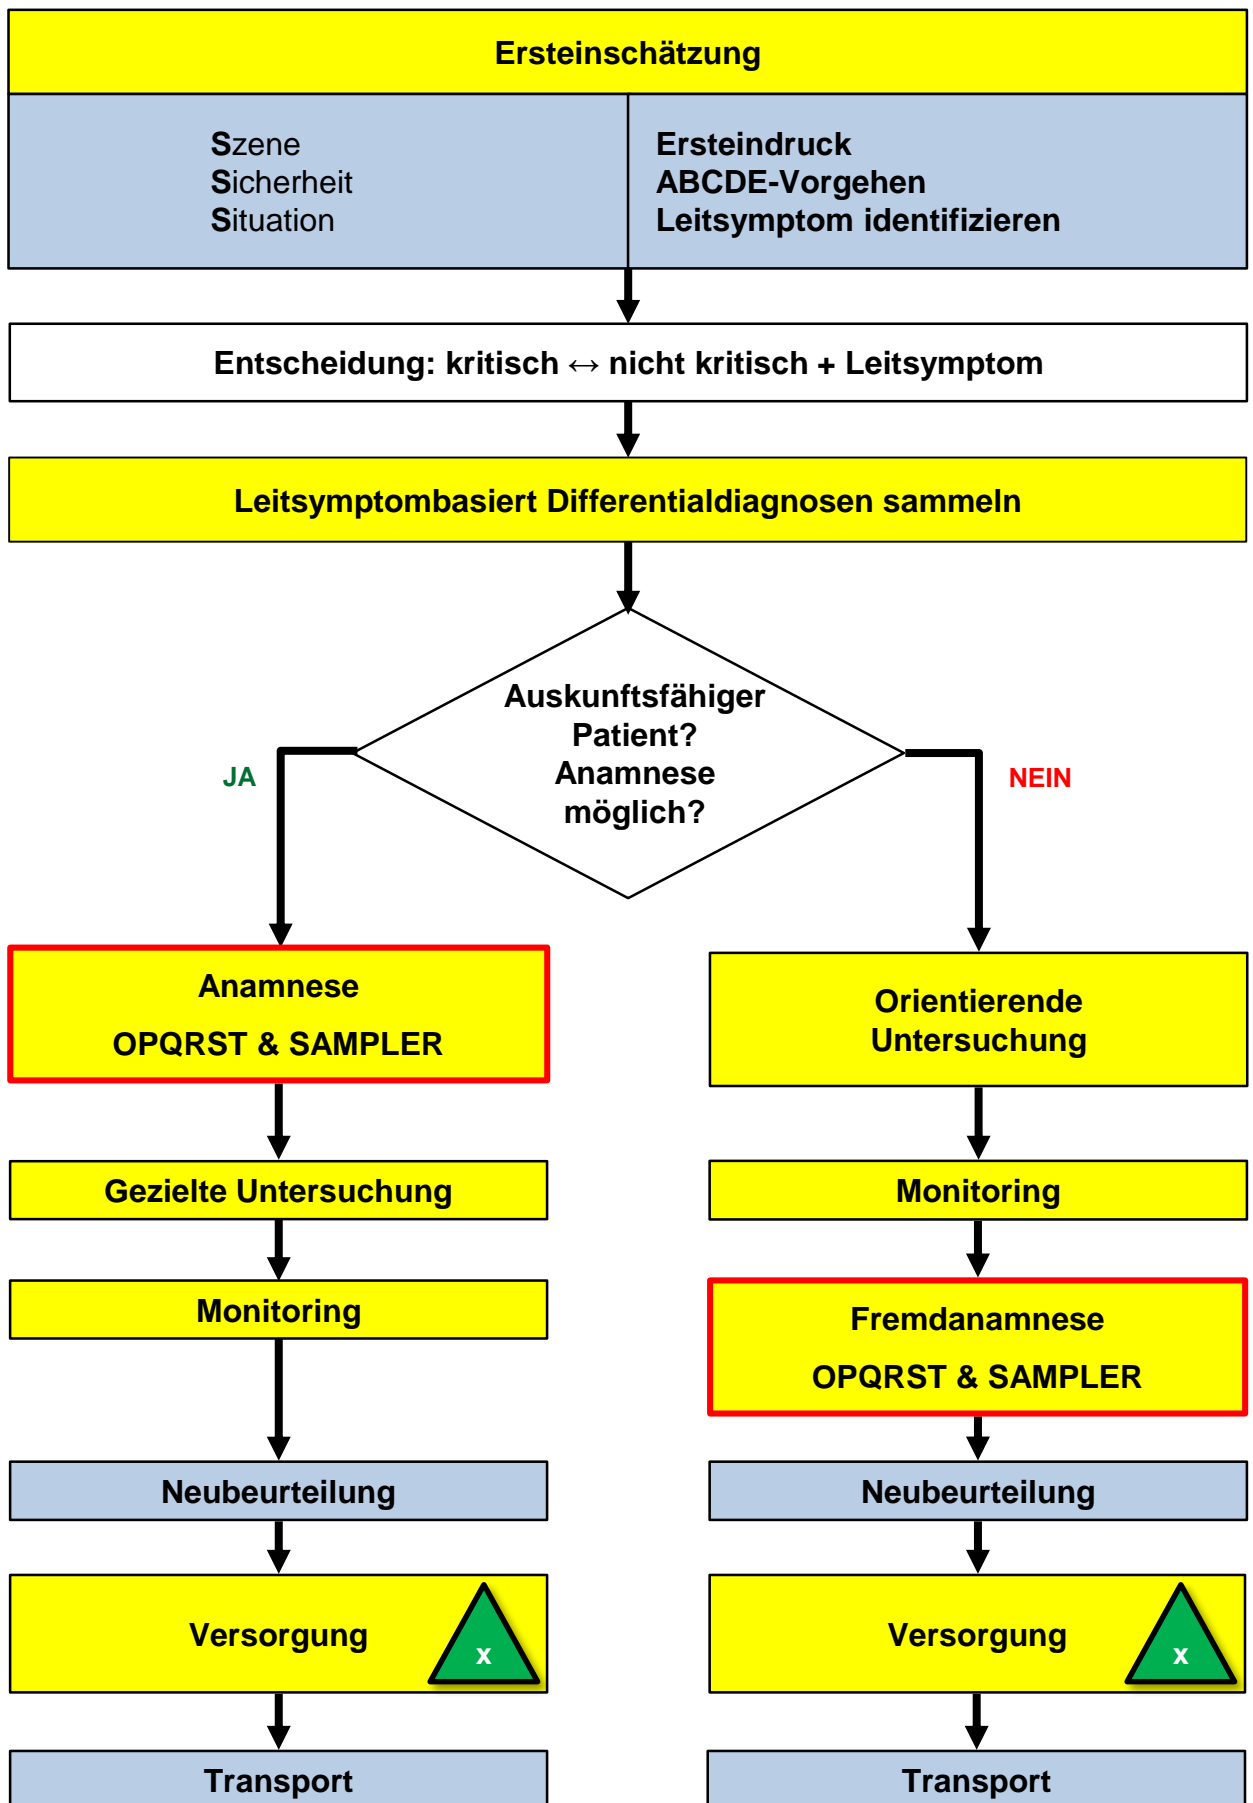 Ersteinschätzung
Szene
Sicherheit
Situation
Ersteindruck
ABCDE-Vorgehen
Leitsymptom identifizieren
Entscheidung: kritisch ↔ nicht kritisch + Leitsymptom
Leitsymptombasiert Differentialdiagnosen sammeln
Auskunftsfähiger
Patient?
Anamnese
möglich?
JA
NEIN
Anamnese
OPQRST & SAMPLER
Gezielte Untersuchung
Monitoring
Neubeurteilung
Versorgung
x
Transport
Orientierende
Untersuchung
Monitoring
Fremdanamnese
OPQRST & SAMPLER
Neubeurteilung
Versorgung
x
Transport